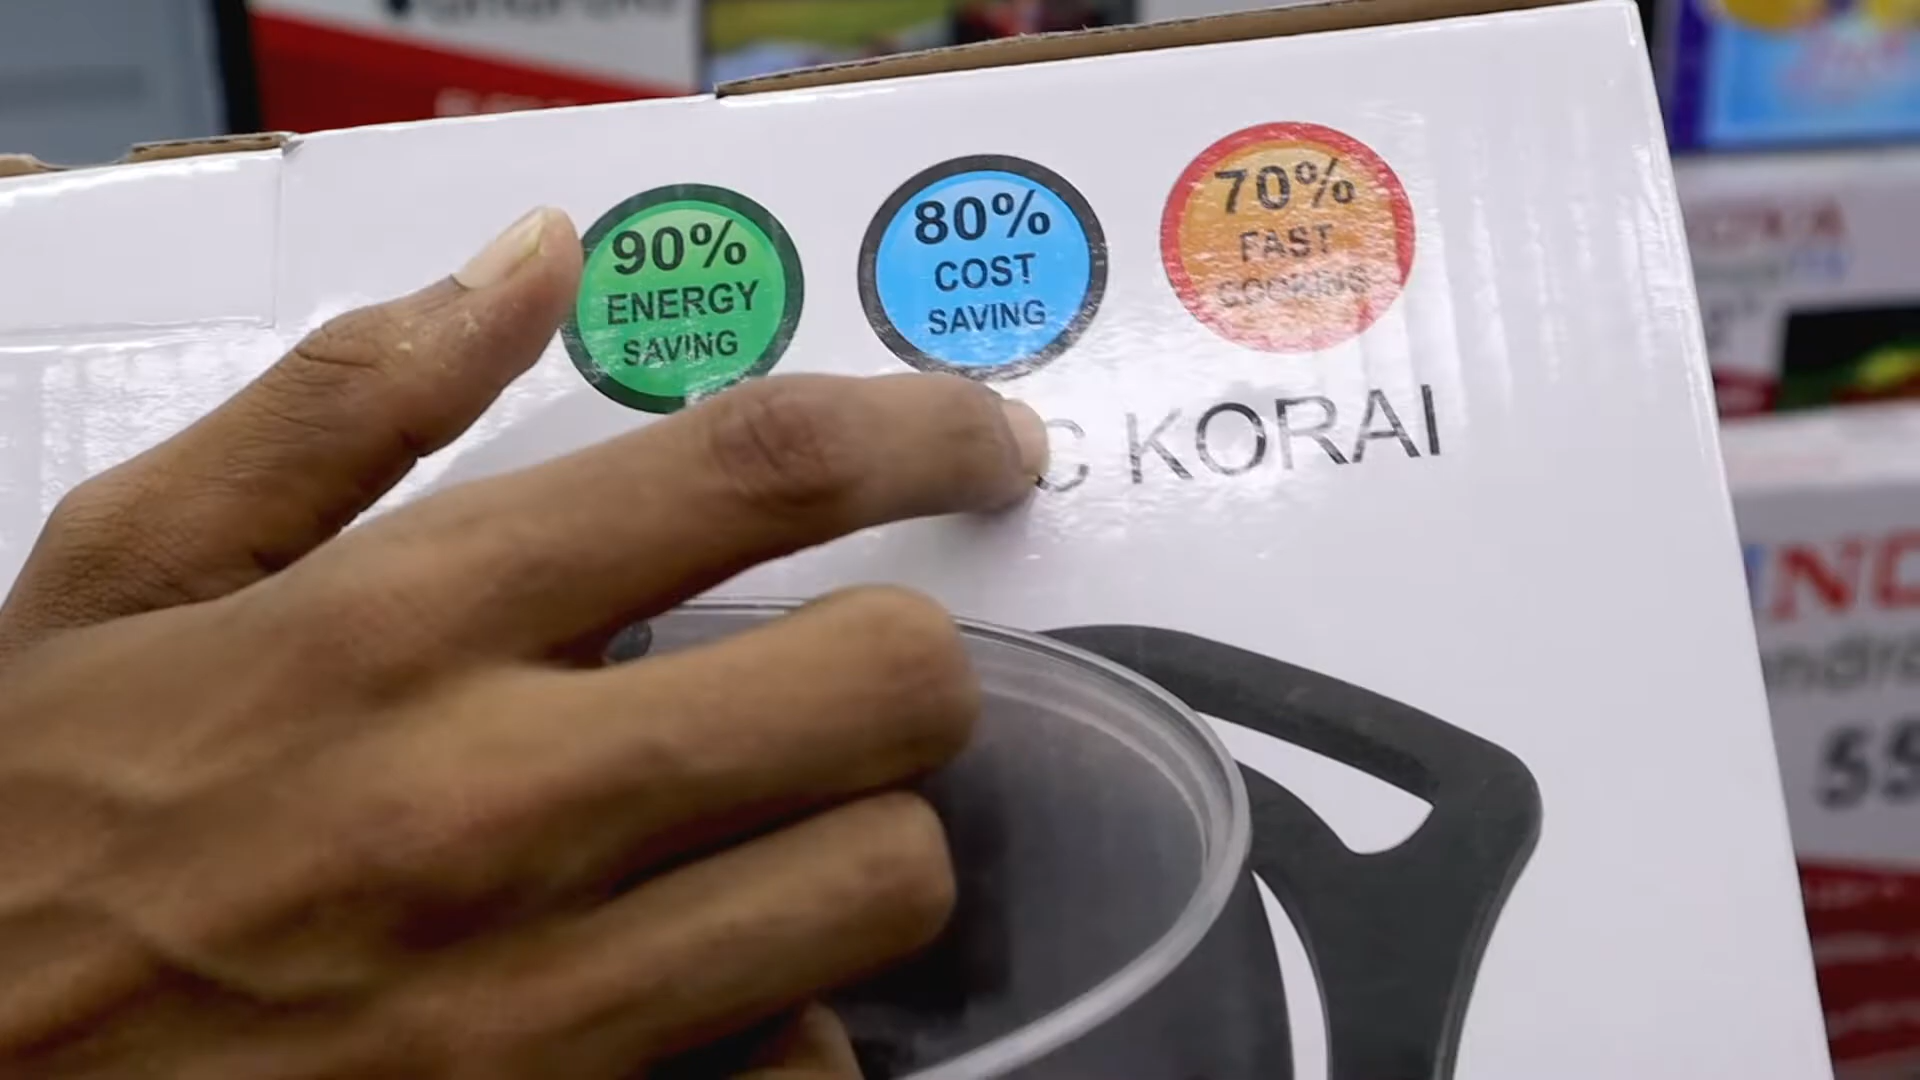 90%
ENERGY
SAVING
80%
COST
SAVING
70%
FAST
COOKING
C KORAI